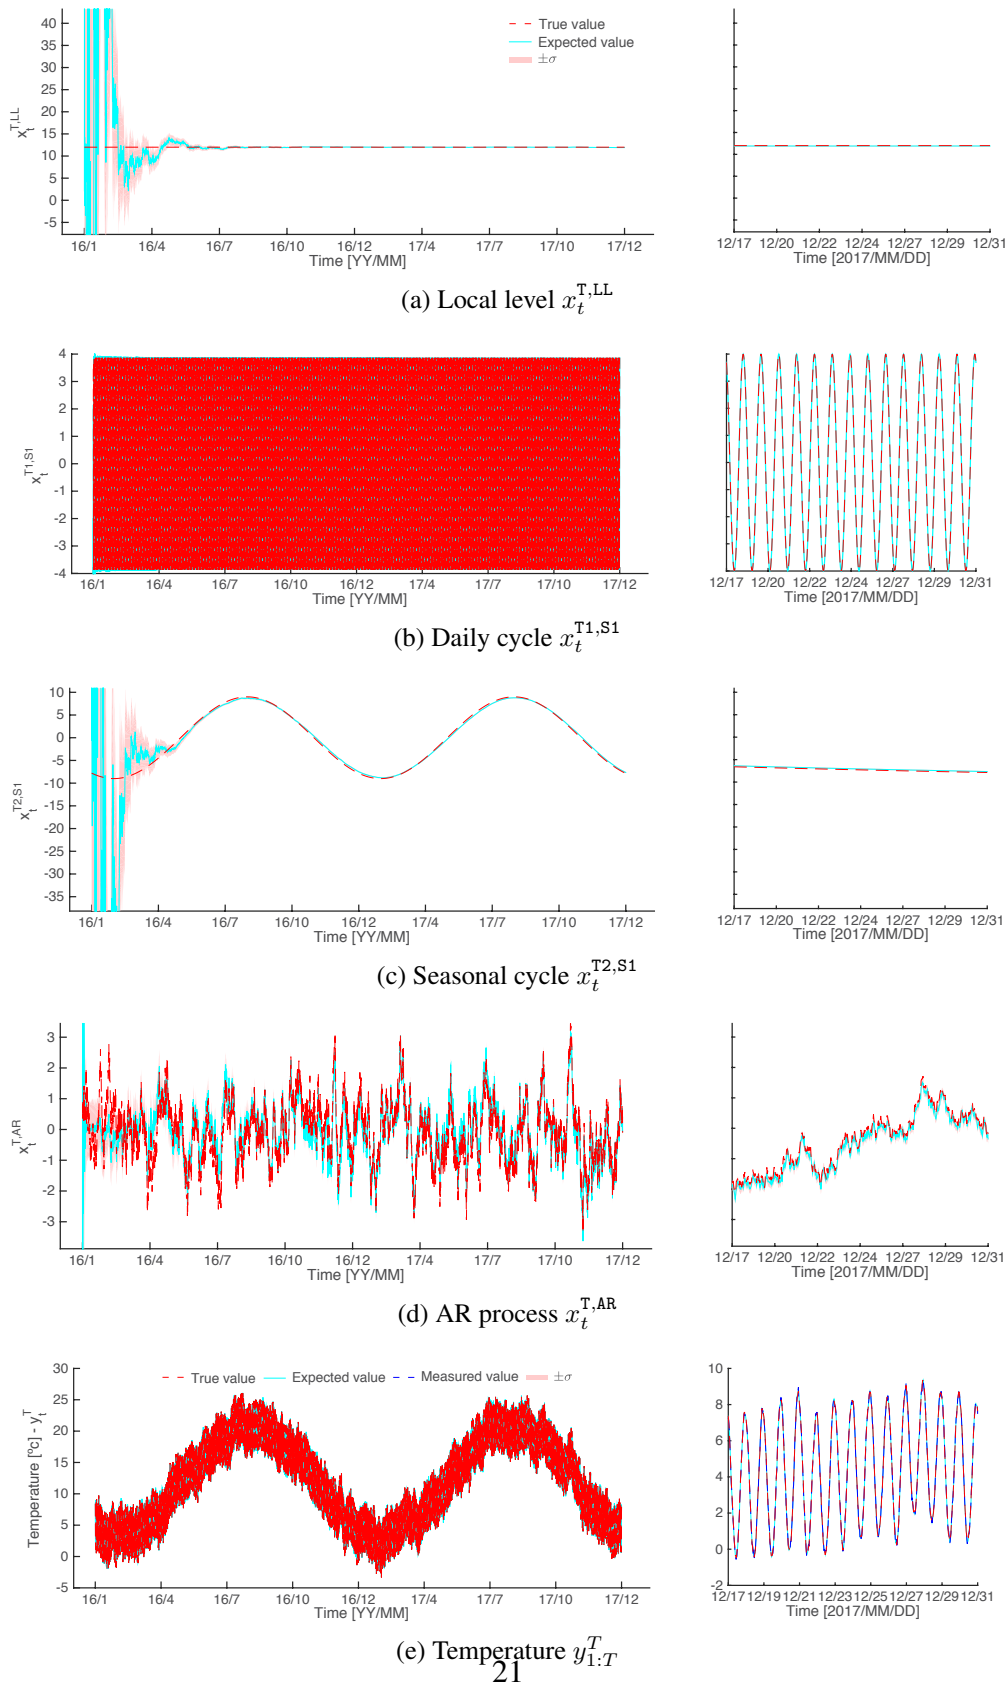 40
35
30
25
20
15
10
5
0
-5
x_t^{T,LL}
True value
Expected value
±σ
16/1 16/4 16/7 16/10 16/12 17/4 17/7 17/10 17/12
Time [YY/MM]
12/17 12/20 12/22 12/24 12/27 12/29 12/31
Time [2017/MM/DD]
(a) Local level x_t^{T,LL}
4
3
2
1
0
-1
-2
-3
-4
x_t^{T1,S1}
16/1 16/4 16/7 16/10 16/12 17/4 17/7 17/10 17/12
Time [YY/MM]
12/17 12/20 12/22 12/24 12/27 12/29 12/31
Time [2017/MM/DD]
(b) Daily cycle x_t^{T1,S1}
10
5
0
-5
-10
-15
-20
-25
-30
-35
x_t^{T2,S1}
16/1 16/4 16/7 16/10 16/12 17/4 17/7 17/10 17/12
Time [YY/MM]
12/17 12/20 12/22 12/24 12/27 12/29 12/31
Time [2017/MM/DD]
(c) Seasonal cycle x_t^{T2,S1}
3
2
1
0
-1
-2
-3
x_t^{T,AR}
16/1 16/4 16/7 16/10 16/12 17/4 17/7 17/10 17/12
Time [YY/MM]
12/17 12/20 12/22 12/24 12/27 12/29 12/31
Time [2017/MM/DD]
(d) AR process x_t^{T,AR}
30
25
20
15
10
5
0
-5
Temperature [ºc] - y_t^T
True value Expected value Measured value ±σ
16/1 16/4 16/7 16/10 16/12 17/4 17/7 17/10 17/12
Time [YY/MM]
10
8
6
4
2
0
-2
12/17 12/19 12/21 12/23 12/25 12/27 12/29 12/31
Time [2017/MM/DD]
(e) Temperature y_{1:T}^T
21